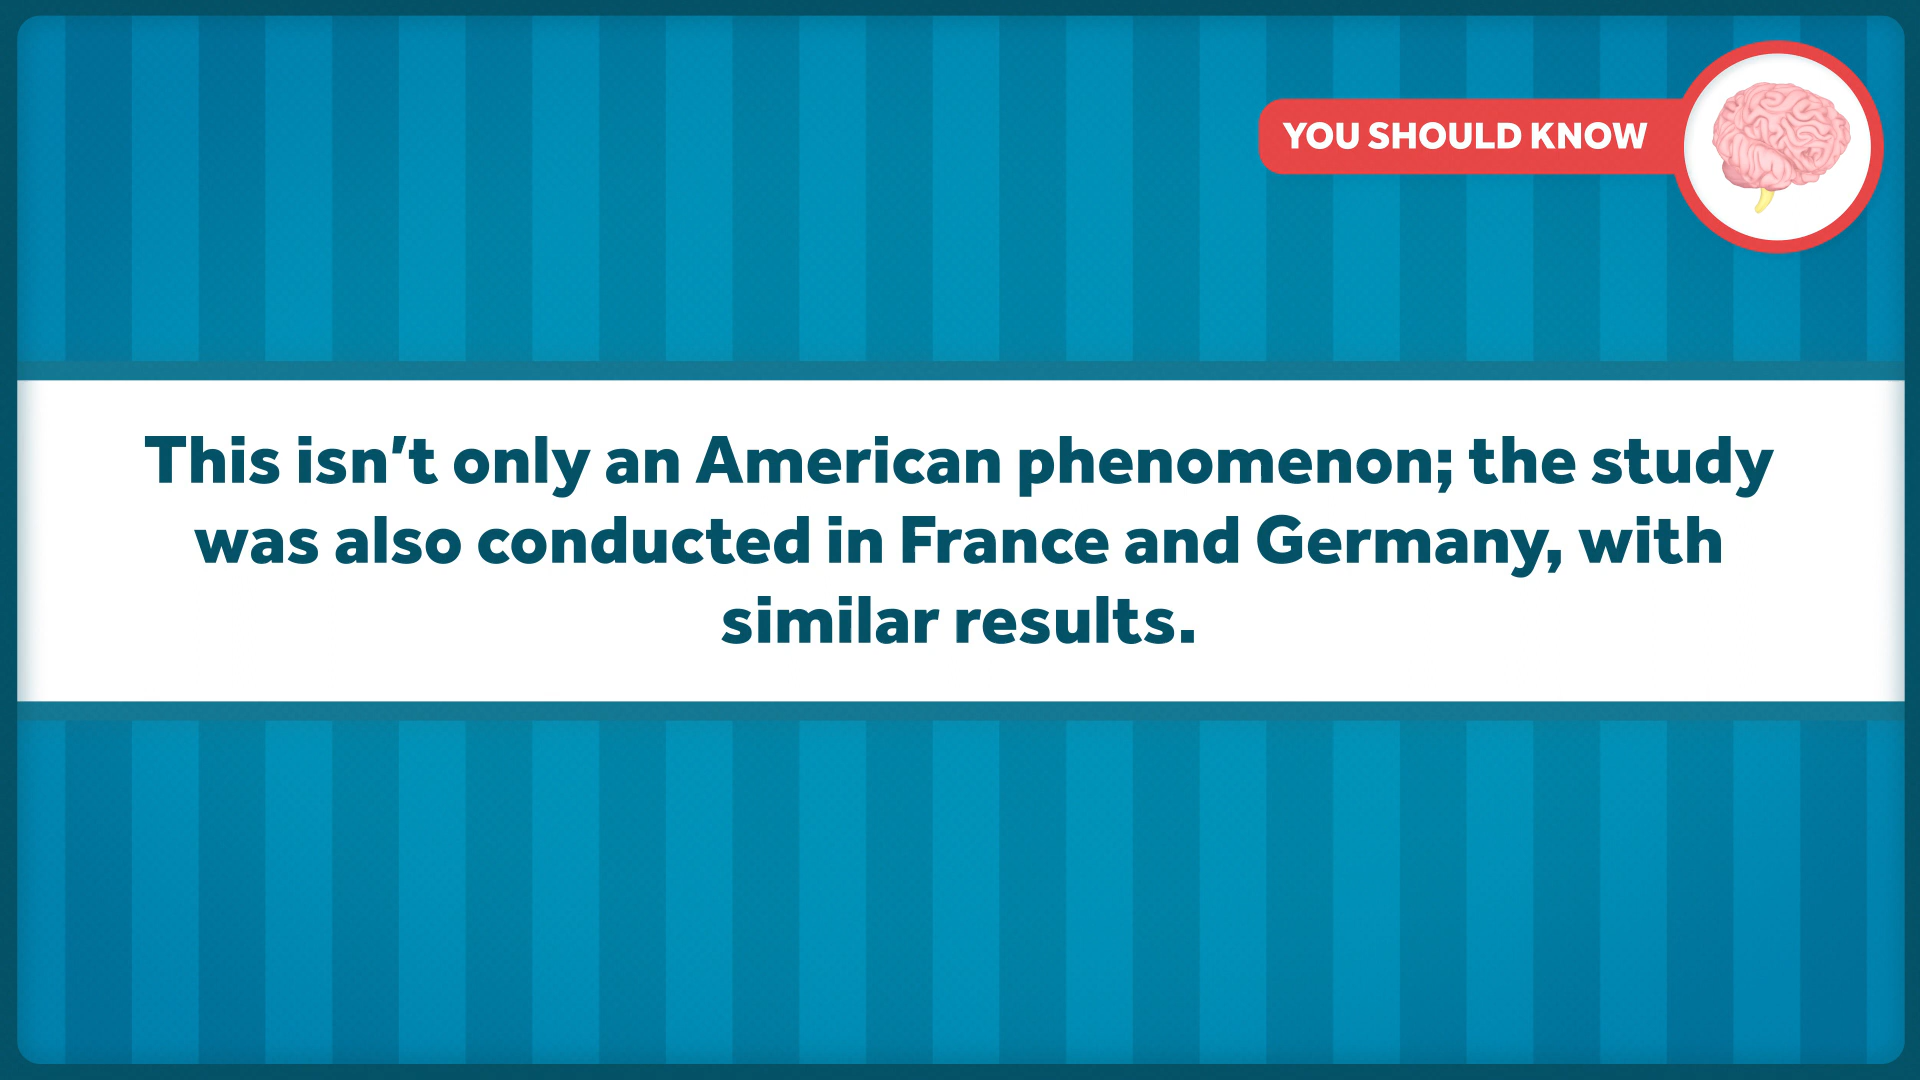 YOU SHOULD KNOW
This isn’t only an American phenomenon; the study
was also conducted in France and Germany, with
similar results.